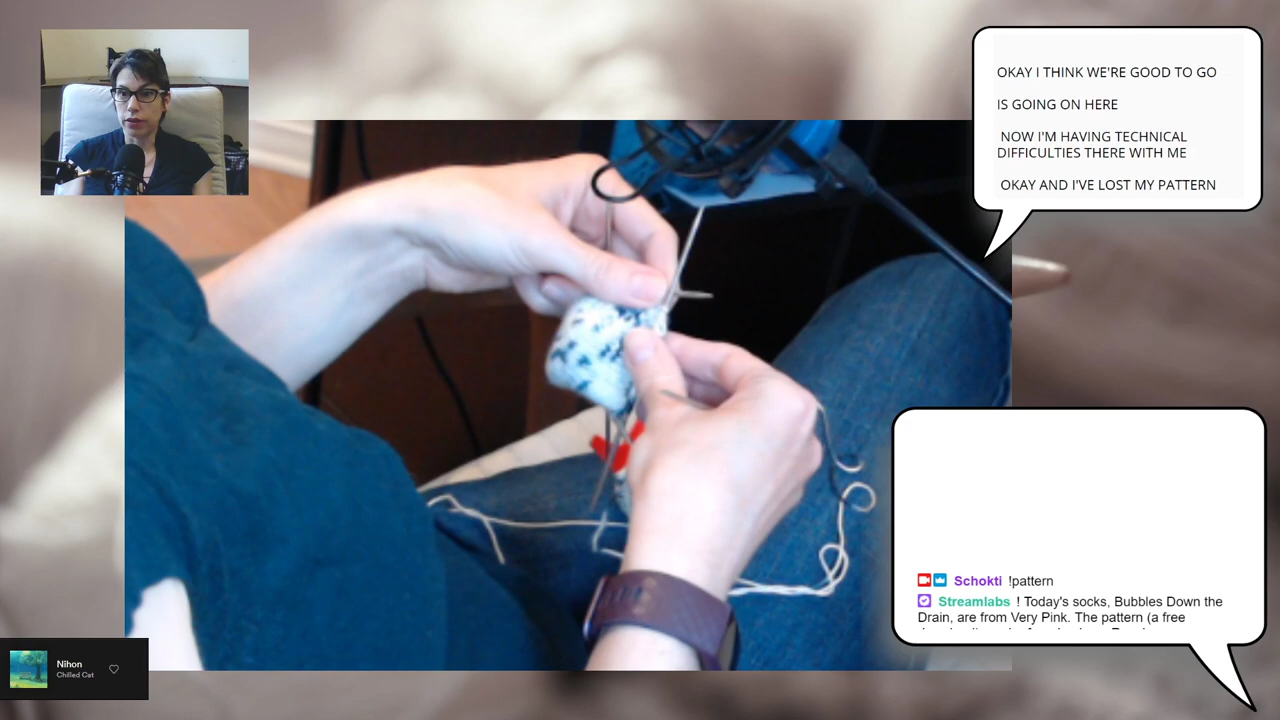 OKAY I THINK WE'RE GOOD TO GO
IS GOING ON HERE
NOW I'M HAVING TECHNICAL
DIFFICULTIES THERE WITH ME
OKAY AND I'VE LOST MY PATTERN
Schokti !pattern
Streamlabs ! Today's socks, Bubbles Down the
Drain, are from Very Pink. The pattern (a free
Nihon
Chilled Cat